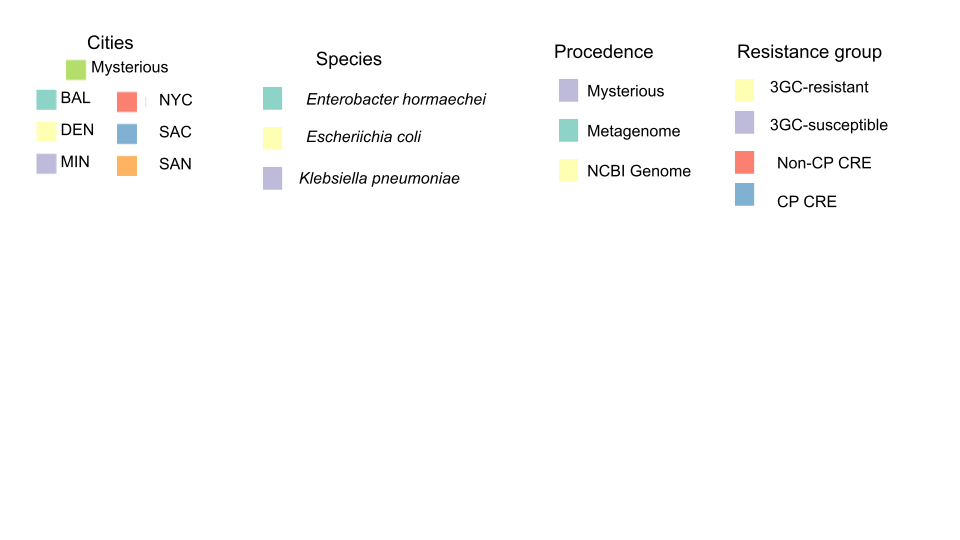 Cities
Mysterious
BAL
NYC
DEN
SAC
MIN
SAN
Species
Enterobacter hormaechei
Escheriichia coli
Klebsiella pneumoniae
Procedence
Mysterious
Metagenome
NCBI Genome
Resistance group
3GC-resistant
3GC-susceptible
Non-CP CRE
CP CRE